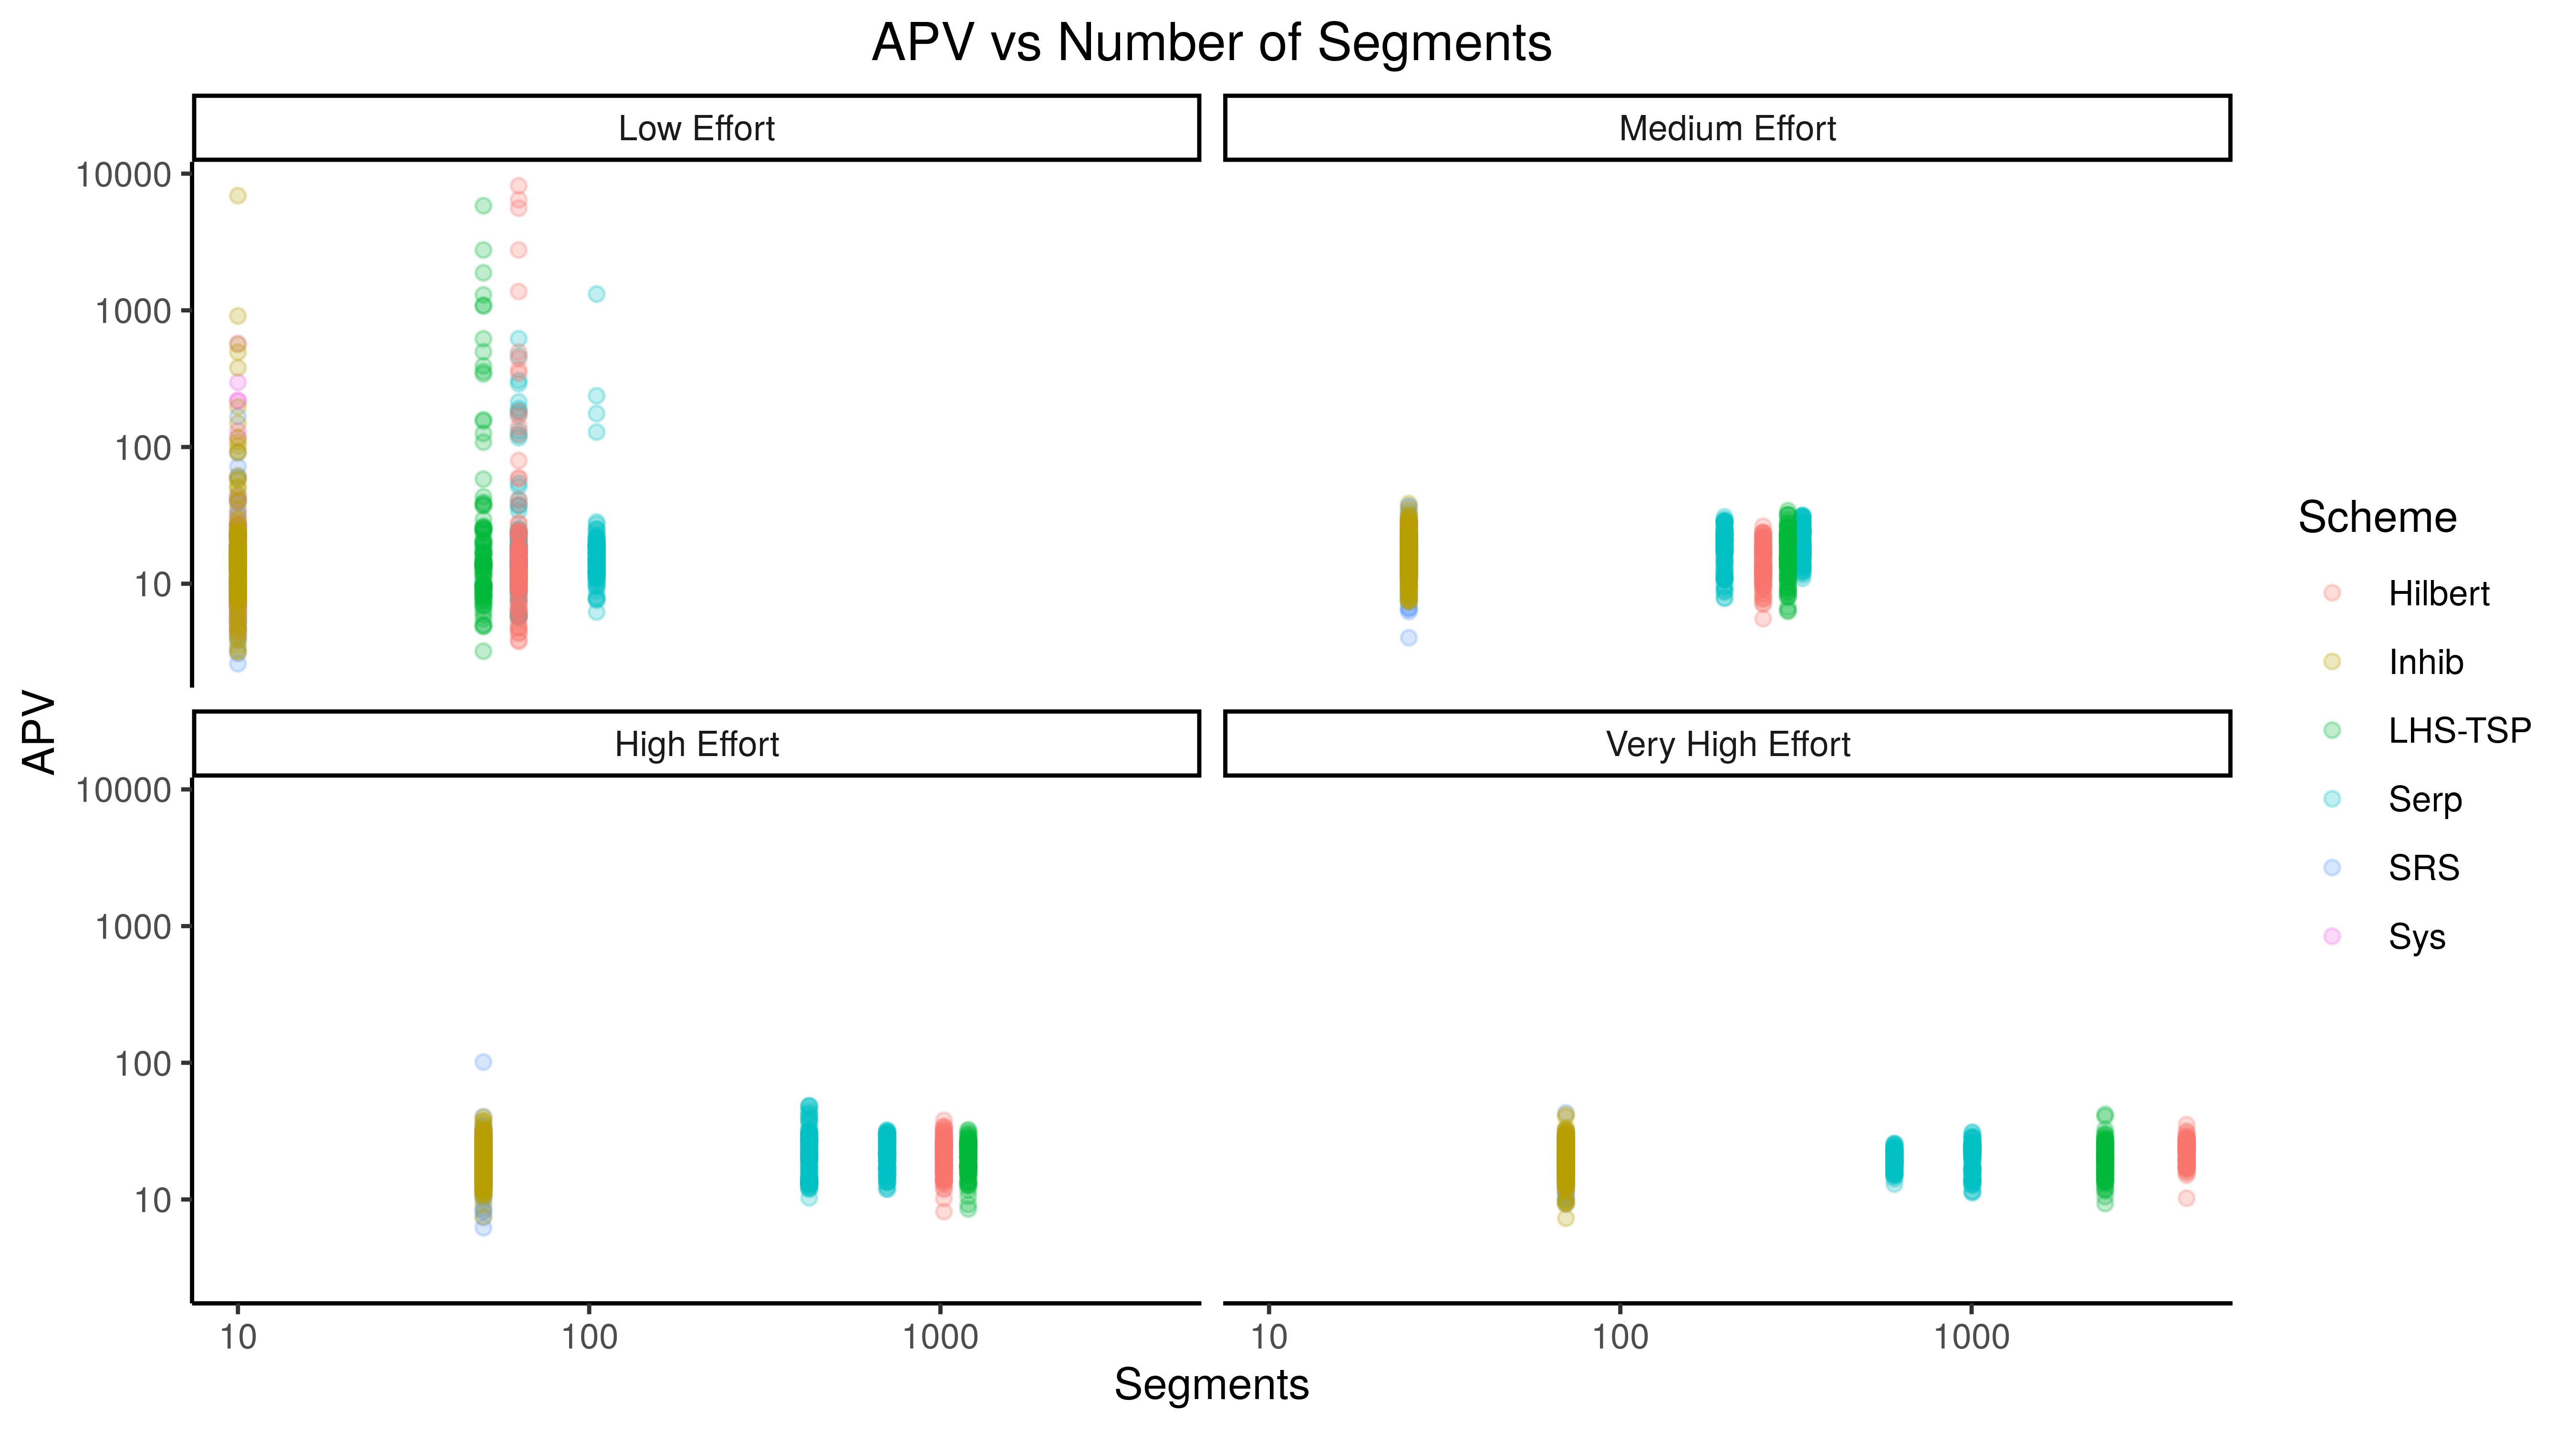 APV vs Number of Segments
Low Effort
Medium Effort
10000
1000
100
10
High Effort
Very High Effort
10000
1000
100
10
APV
10
100
1000
10
100
1000
Segments
Scheme
Hilbert
Inhib
LHS-TSP
Serp
SRS
Sys